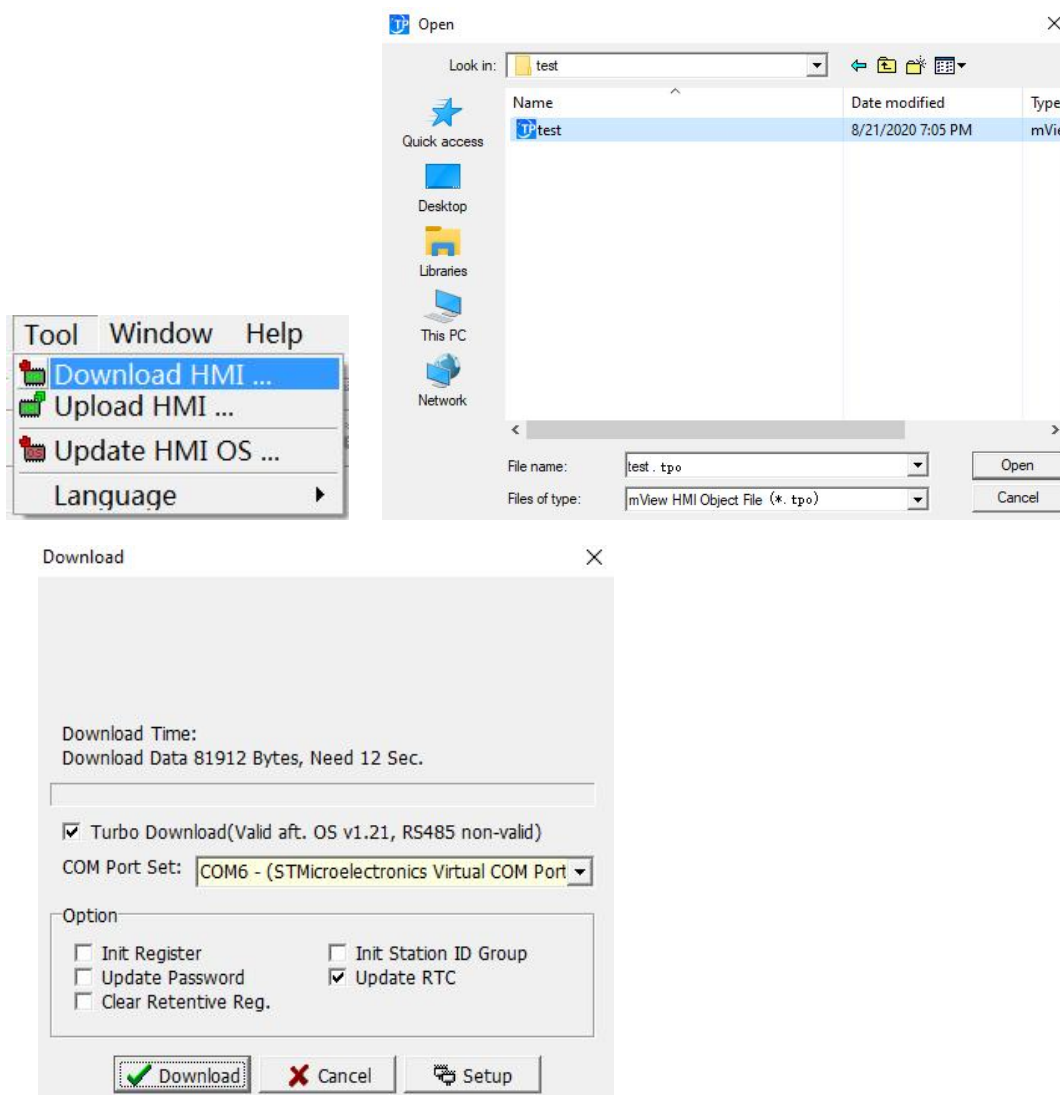 Open
Look in: test
Name Date modified Type
test 8/21/2020 7:05 PM mVie
Quick access
Desktop
Libraries
This PC
Network
File name: test.tpo Open
Files of type: mView HMI Object File (*.tpo) Cancel
Tool Window Help
Download HMI ...
Upload HMI ...
Update HMI OS ...
Language
Download
Download Time:
Download Data 81912 Bytes, Need 12 Sec.
Turbo Download(Valid aft. OS v1.21, RS485 non-valid)
COM Port Set: COM6 - (STMicroelectronics Virtual COM Port
Option
Init Register Init Station ID Group
Update Password Update RTC
Clear Retentive Reg.
Download Cancel Setup